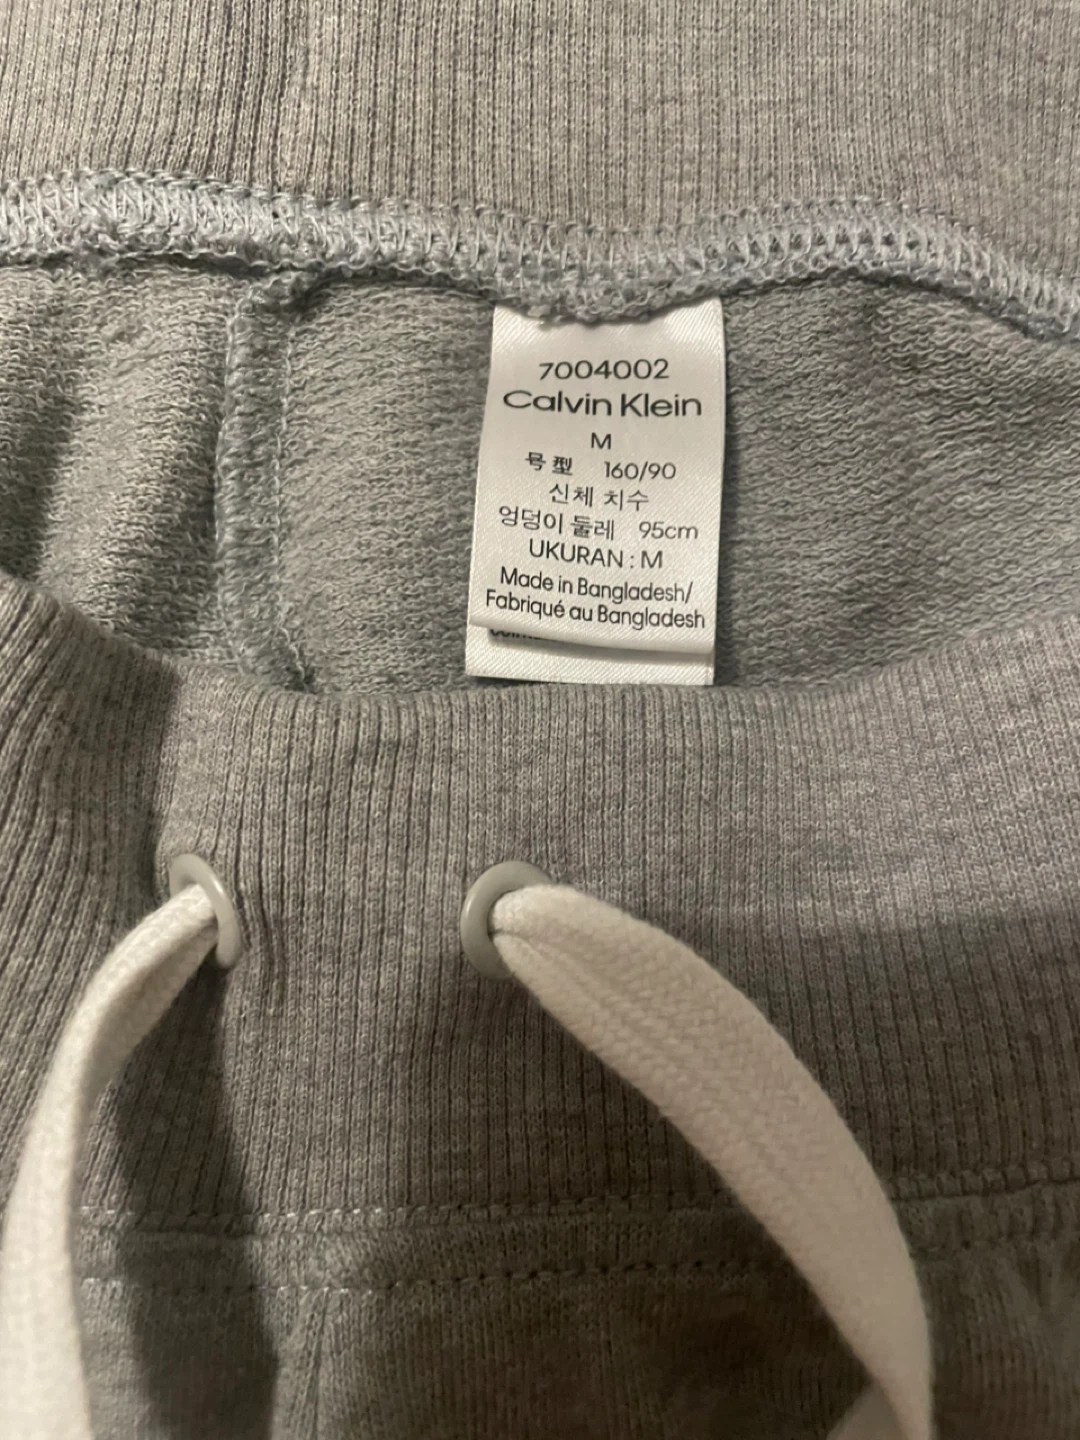 7004002
Calvin Klein
M
号型 160/90
신체 치수
엉덩이 둘레 95cm
UKURAN : M
Made in Bangladesh/
Fabriqué au Bangladesh